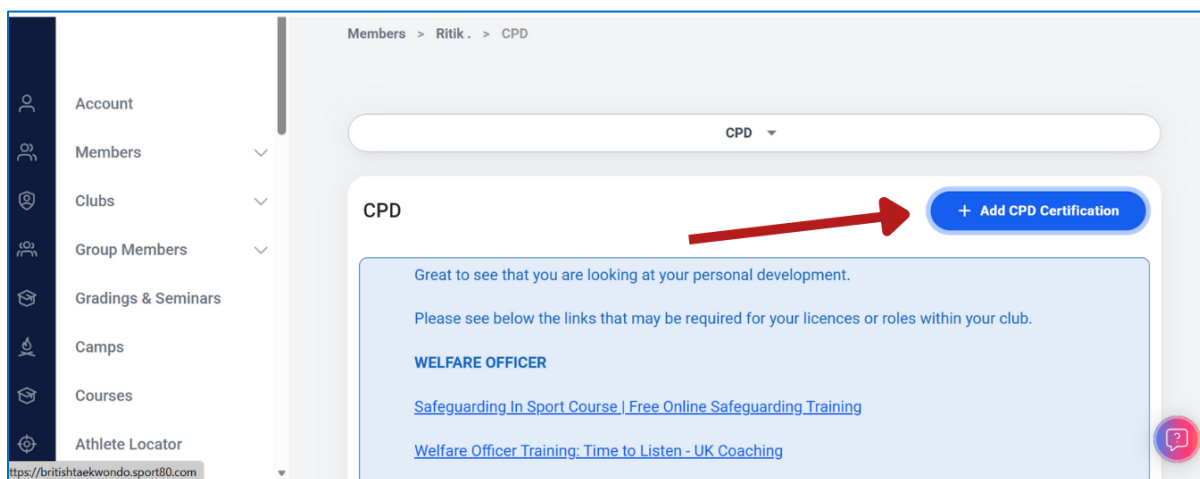 Members > Ritik . > CPD
Account
Members
Clubs
Group Members
Gradings & Seminars
Camps
Courses
Athlete Locator
ttps://britishtaekwondo.sport80.com
CPD
CPD
+ Add CPD Certification
Great to see that you are looking at your personal development.
Please see below the links that may be required for your licences or roles within your club.
WELFARE OFFICER
Safeguarding In Sport Course | Free Online Safeguarding Training
Welfare Officer Training: Time to Listen - UK Coaching
?